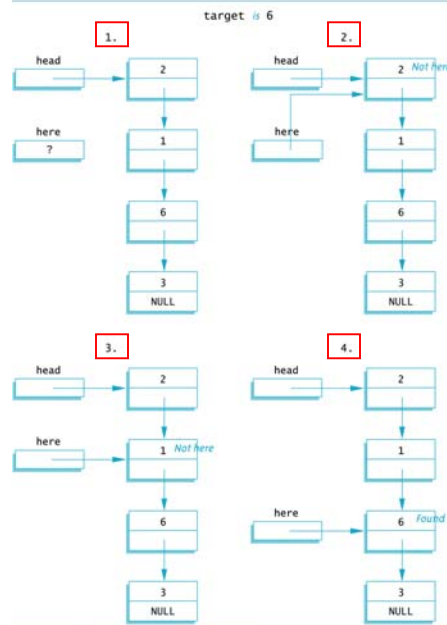 target is 6
1.
head
2
here
?
1
6
3
NULL
2.
head
2 Not here
here
1
6
3
NULL
3.
head
2
here
1 Not here
6
3
NULL
4.
head
2
1
here
6 Found
3
NULL